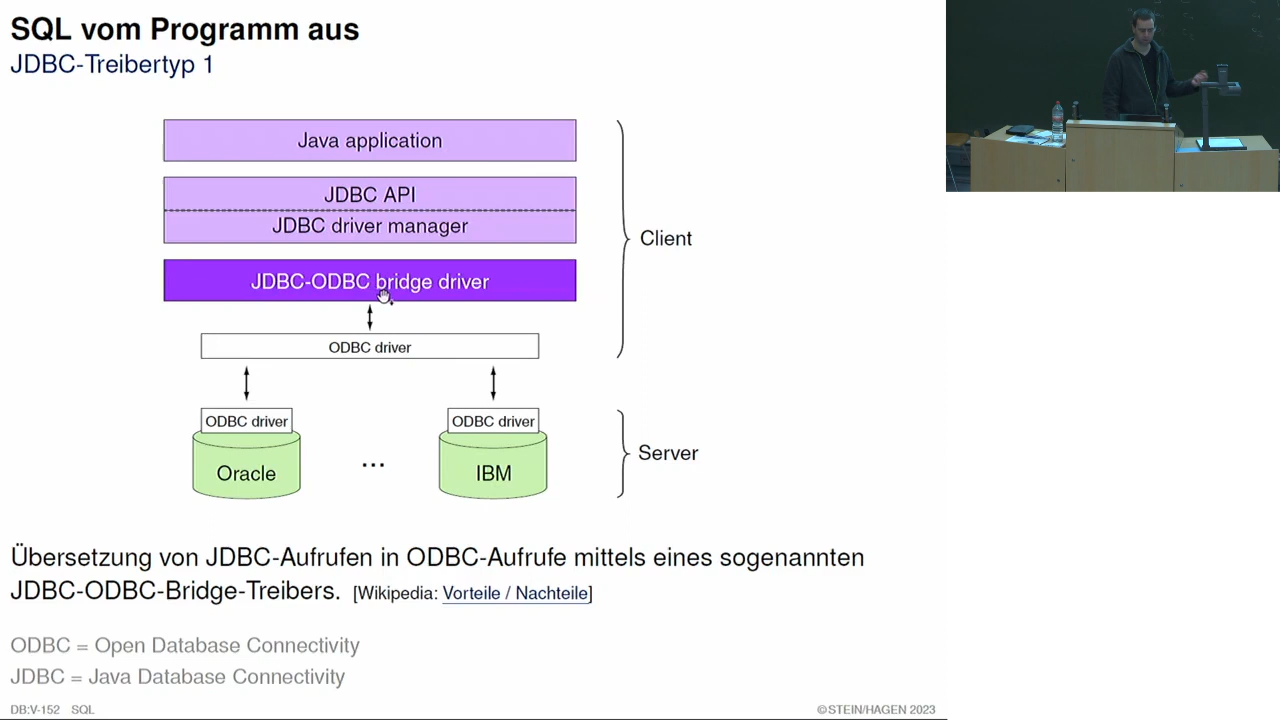 SQL vom Programm aus
JDBC-Treibertyp 1
Java application
JDBC API
JDBC driver manager
Client
JDBC-ODBC bridge driver
ODBC driver
ODBC driver
ODBC driver
Oracle
...
IBM
Server
Übersetzung von JDBC-Aufrufen in ODBC-Aufrufe mittels eines sogenannten
JDBC-ODBC-Bridge-Treibers. [Wikipedia: Vorteile / Nachteile]
ODBC = Open Database Connectivity
JDBC = Java Database Connectivity
DB:V-152 SQL
©STEIN/HAGEN 2023